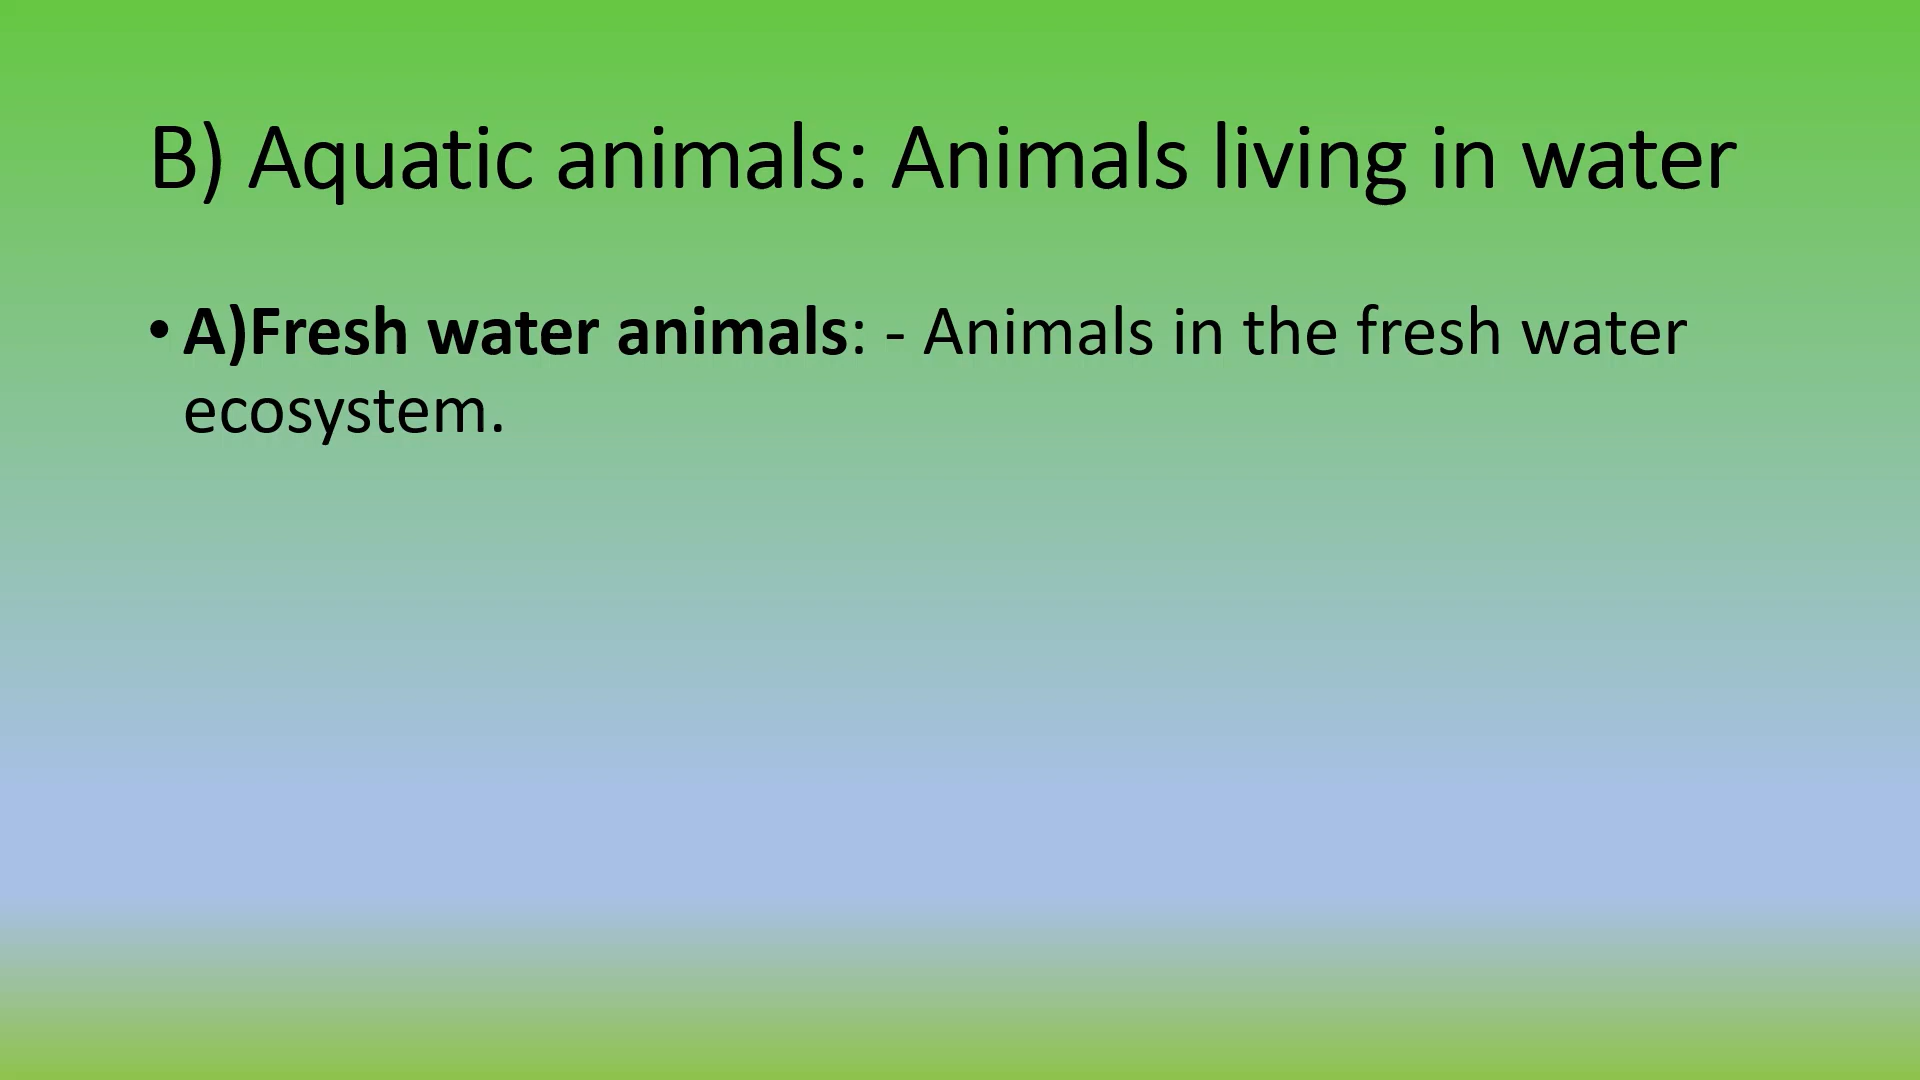 B) Aquatic animals: Animals living in water
• A)Fresh water animals: - Animals in the fresh water
ecosystem.